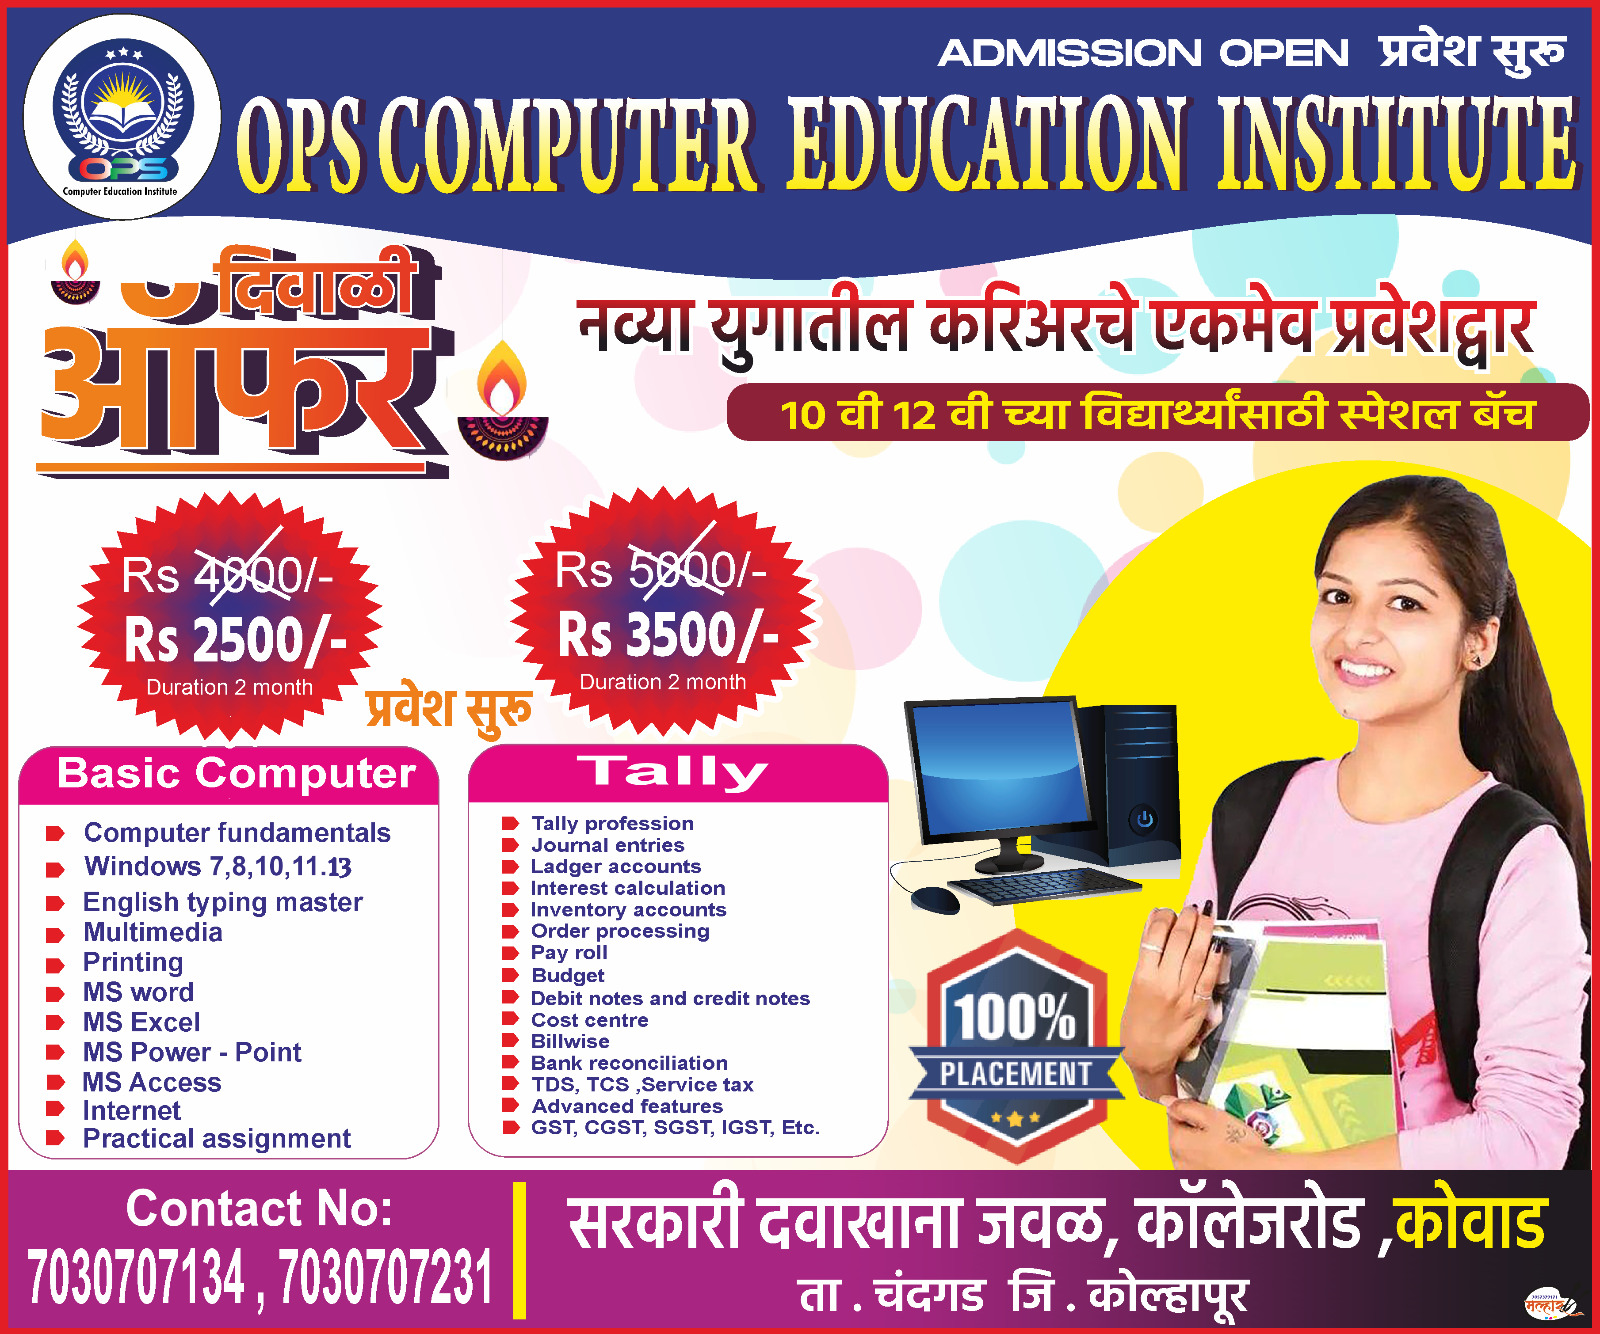 ADMISSION OPEN प्रवेश सुरू
OPS COMPUTER EDUCATION INSTITUTE
OPS
Computer Education Institute
दिवाळी
ऑफर
नव्या युगातील करिअरचे एकमेव प्रवेशद्वार
10 वी 12 वी च्या विद्यार्थ्यांसाठी स्पेशल बॅच
Rs 4000/-
Rs 2500/-
Duration 2 month
Rs 5000/-
Rs 3500/-
Duration 2 month
प्रवेश सुरू
Basic Computer
Computer fundamentals
Windows 7,8,10,11.13
English typing master
Multimedia
Printing
MS word
MS Excel
MS Power - Point
MS Access
Internet
Practical assignment
Tally
Tally profession
Journal entries
Ladger accounts
Interest calculation
Inventory accounts
Order processing
Pay roll
Budget
Debit notes and credit notes
Cost centre
Billwise
Bank reconciliation
TDS, TCS ,Service tax
Advanced features
GST, CGST, SGST, IGST, Etc.
100%
PLACEMENT
Contact No:
7030707134 , 7030707231
सरकारी दवाखाना जवळ, कॉलेजरोड ,कोवाड
ता . चंदगड जि . कोल्हापूर